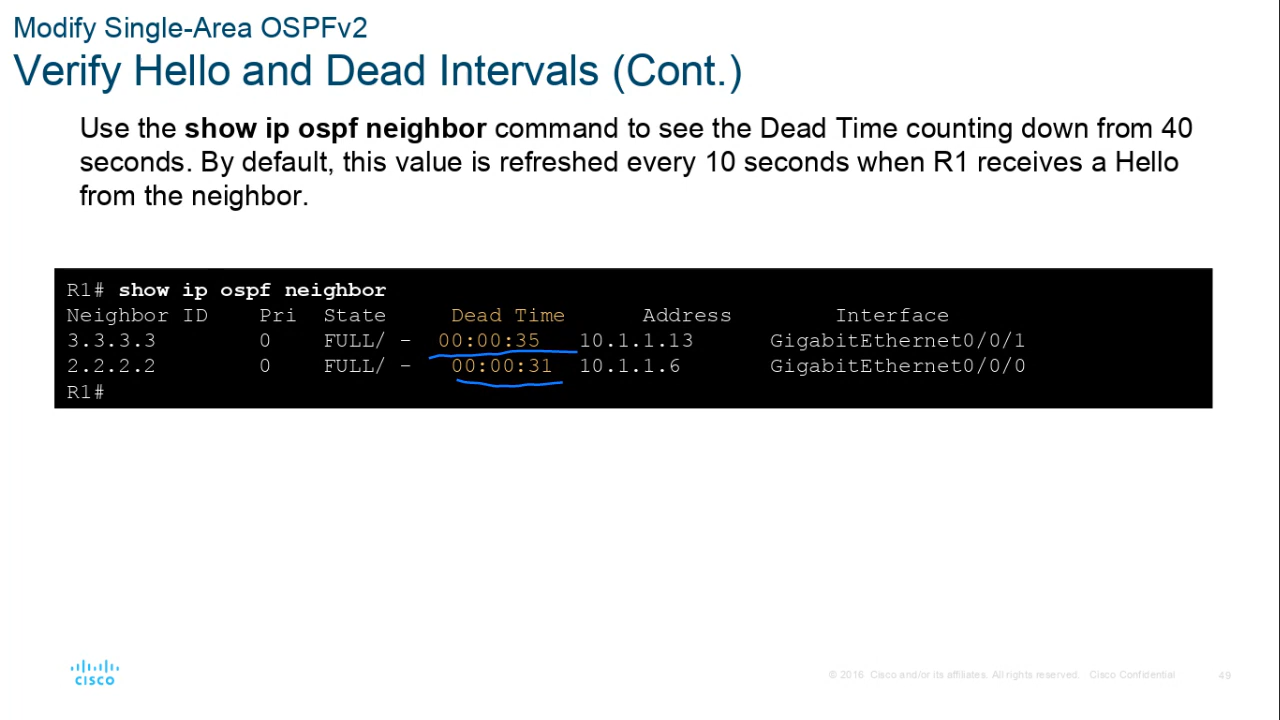 Modify Single-Area OSPFv2
Verify Hello and Dead Intervals (Cont.)
Use the show ip ospf neighbor command to see the Dead Time counting down from 40
seconds. By default, this value is refreshed every 10 seconds when R1 receives a Hello
from the neighbor.
R1# show ip ospf neighbor
Neighbor ID Pri State Dead Time Address Interface
3.3.3.3 0 FULL/ - 00:00:35 10.1.1.13 GigabitEthernet0/0/1
2.2.2.2 0 FULL/ - 00:00:31 10.1.1.6 GigabitEthernet0/0/0
R1#
CISCO
© 2016 Cisco and/or its affiliates. All rights reserved. Cisco Confidential 49